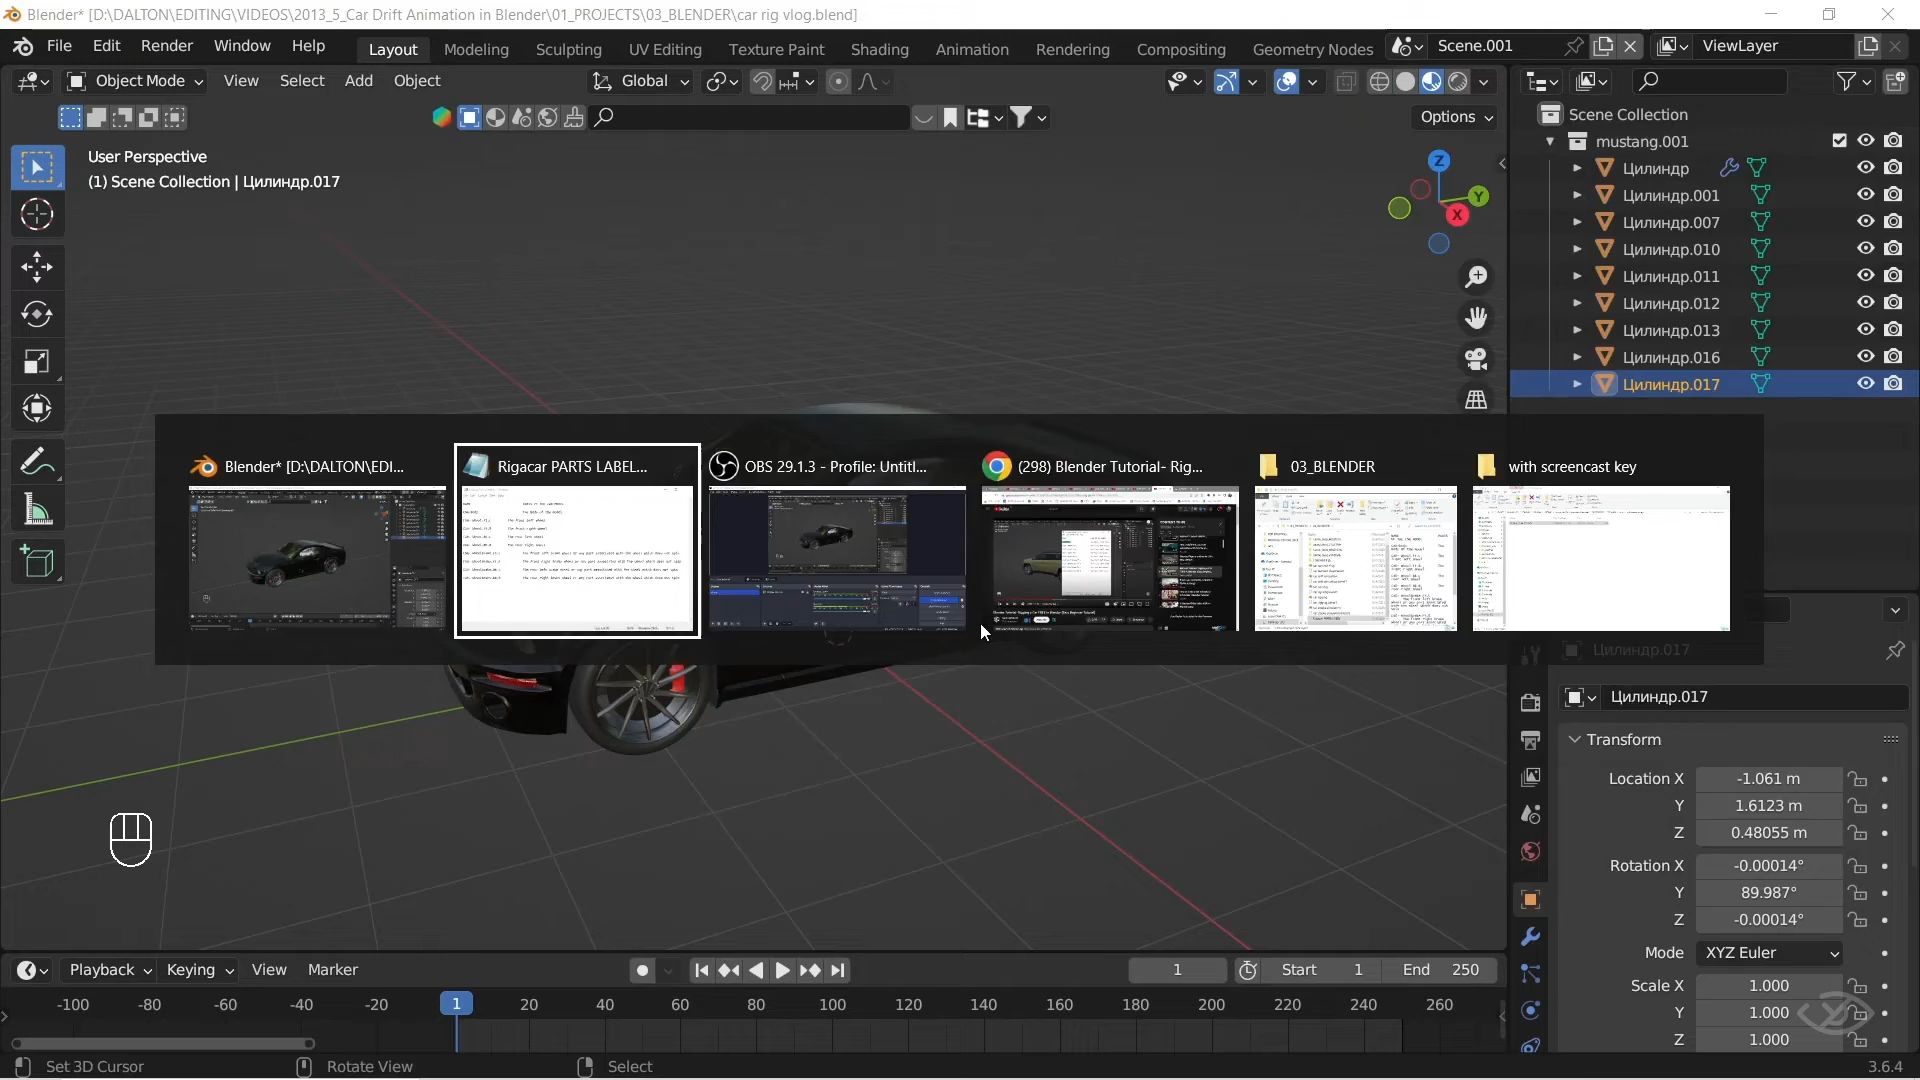 Blender* [D:\DALTON\EDITING\VIDEOS\2013_5_Car Drift Animation in Blender\01_PROJECTS\03_BLENDER\car rig vlog.blend]
File Edit Render Window Help Layout Modeling Sculpting UV Editing Texture Paint Shading Animation Rendering Compositing Geometry Nodes Scene.001 ViewLayer
Object Mode View Select Add Object Global
Options
User Perspective
(1) Scene Collection | Цилиндр.017
Z
Y
X
Scene Collection
mustang.001
Цилиндр
Цилиндр.001
Цилиндр.007
Цилиндр.010
Цилиндр.011
Цилиндр.012
Цилиндр.013
Цилиндр.016
Цилиндр.017
Blender* [D:\DALTON\EDI... Rigacar PARTS LABEL... OBS 29.1.3 - Profile: Untitl... (298) Blender Tutorial- Rig... 03_BLENDER with screencast key
Цилиндр.017
Цилиндр.017
Transform
Location X -1.061 m
Y 1.6123 m
Z 0.48055 m
Rotation X -0.00014°
Y 89.987°
Z -0.00014°
Mode XYZ Euler
Scale X 1.000
Y 1.000
Z 1.000
Playback Keying View Marker 1 Start 1 End 250
-100 -80 -60 -40 -20 1 20 40 60 80 100 120 140 160 180 200 220 240 260
Set 3D Cursor Rotate View Select 3.6.4